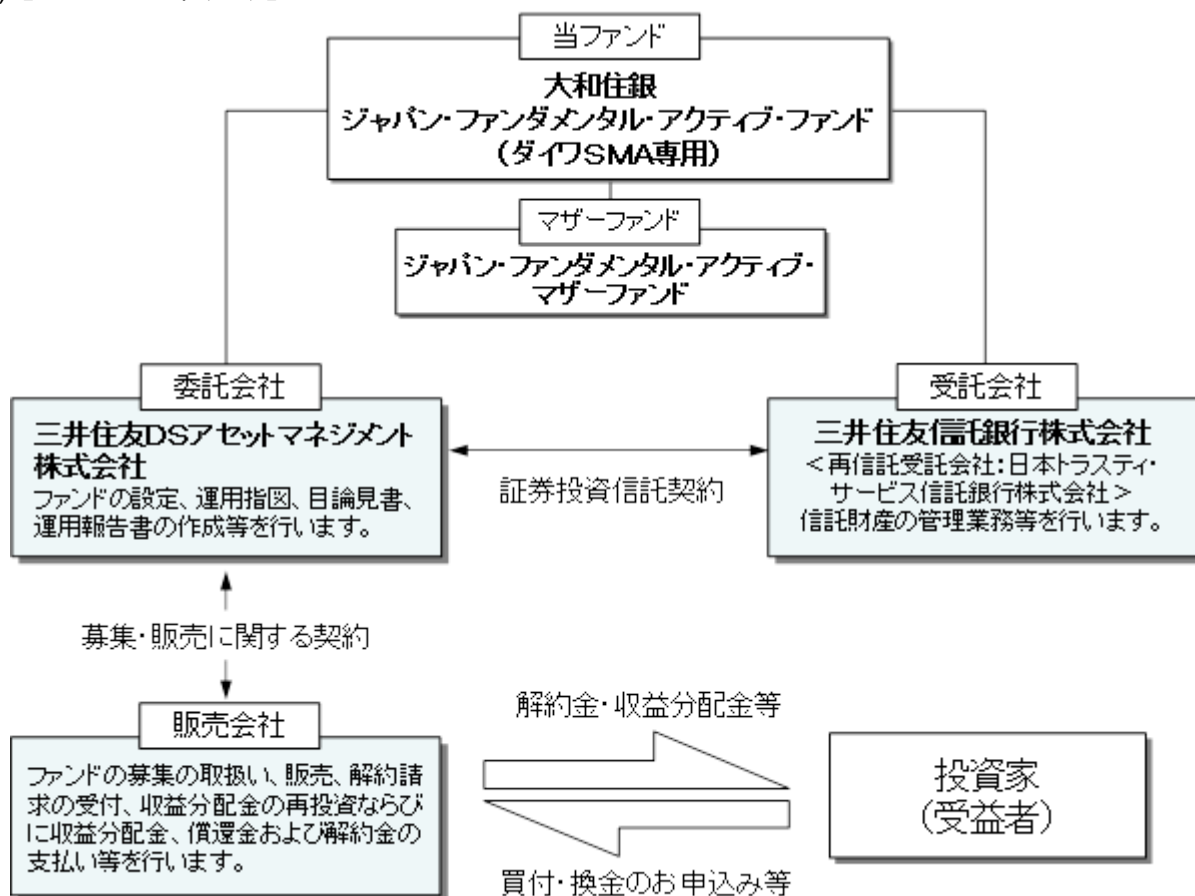 当ファンド
大和住銀
ジャパン・ファンダメンタル・アクティブ・ファンド
（ダイワSMA専用）
マザーファンド
ジャパン・ファンダメンタル・アクティブ・
マザーファンド
委託会社
三井住友DSアセットマネジメント
株式会社
ファンドの設定、運用指図、目論見書、
運用報告書の作成等を行います。
証券投資信託契約
受託会社
三井住友信託銀行株式会社
＜再信託受託会社：日本トラスティ・
サービス信託銀行株式会社＞
信託財産の管理業務等を行います。
募集・販売に関する契約
販売会社
ファンドの募集の取扱い、販売、解約請
求の受付、収益分配金の再投資ならび
に収益分配金、償還金および解約金の
支払い等を行います。
解約金・収益分配金等
買付・換金のお申込み等
投資家
（受益者）